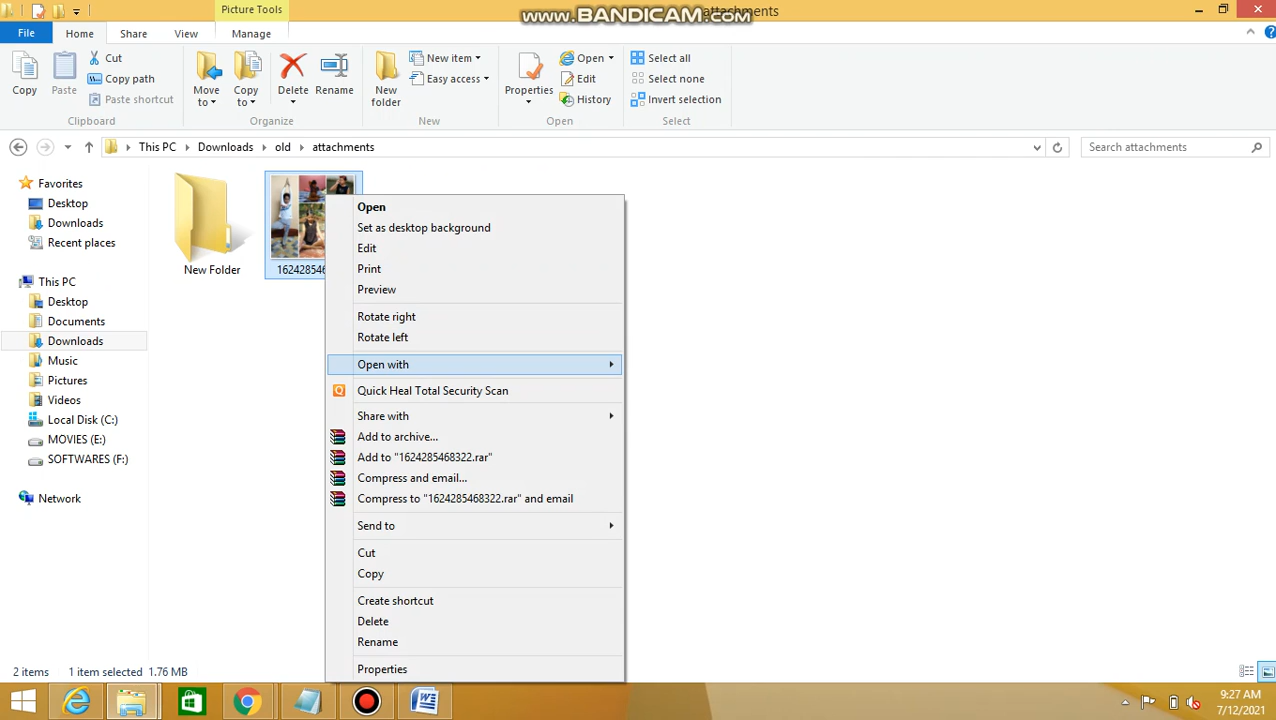 Picture Tools
www.BANDICAM.com
attachments
File
Home
Share
View
Manage
Copy
Paste
Cut
Copy path
Paste shortcut
Clipboard
Move to
Copy to
Delete
Rename
Organize
New folder
New item
Easy access
New
Properties
Open
Edit
History
Open
Select all
Select none
Invert selection
Select
This PC
Downloads
old
attachments
Search attachments
Favorites
Desktop
Downloads
Recent places
This PC
Desktop
Documents
Downloads
Music
Pictures
Videos
Local Disk (C:)
MOVIES (E:)
SOFTWARES (F:)
Network
New Folder
Open
Set as desktop background
Edit
Print
Preview
Rotate right
Rotate left
Open with
Quick Heal Total Security Scan
Share with
Add to archive...
Add to "1624285468322.rar"
Compress and email...
Compress to "1624285468322.rar" and email
Send to
Cut
Copy
Create shortcut
Delete
Rename
Properties
2 items
1 item selected 1.76 MB
9:27 AM
7/12/2021